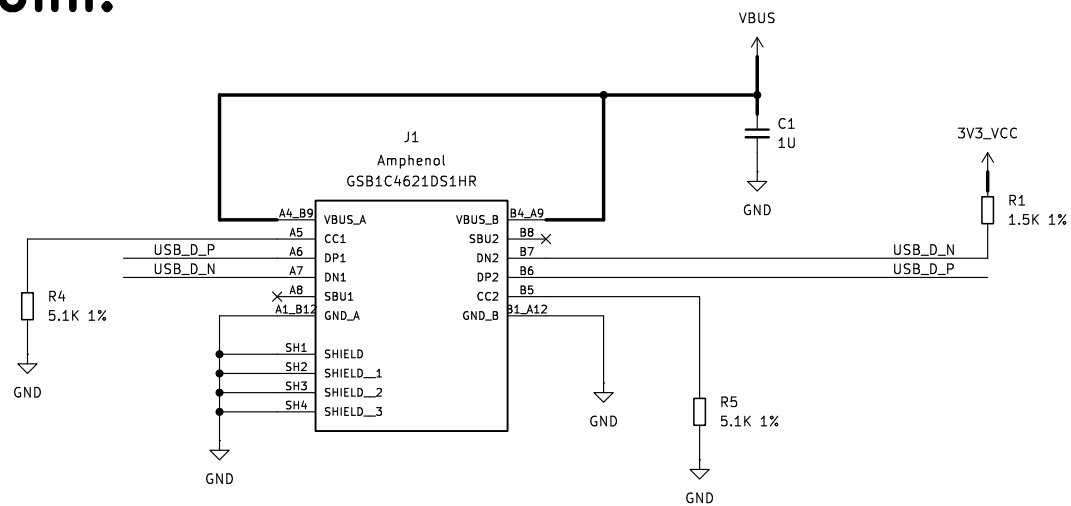 VBUS
C1
1U
3V3_VCC
J1
Amphenol
GSB1C4621DS1HR
GND
R1
1.5K 1%
A4_B9 VBUS_A VBUS_B B4_A9
A5 CC1 SBU2 B8
USB_D_P A6 DP1 DN2 B7 USB_D_N
USB_D_N A7 DN1 DP2 B6 USB_D_P
A8 SBU1 CC2 B5
A1_B12 GND_A GND_B B1_A12
R4
5.1K 1%
SH1 SHIELD
SH2 SHIELD__1
SH3 SHIELD__2
SH4 SHIELD__3
GND
GND
R5
5.1K 1%
GND
GND